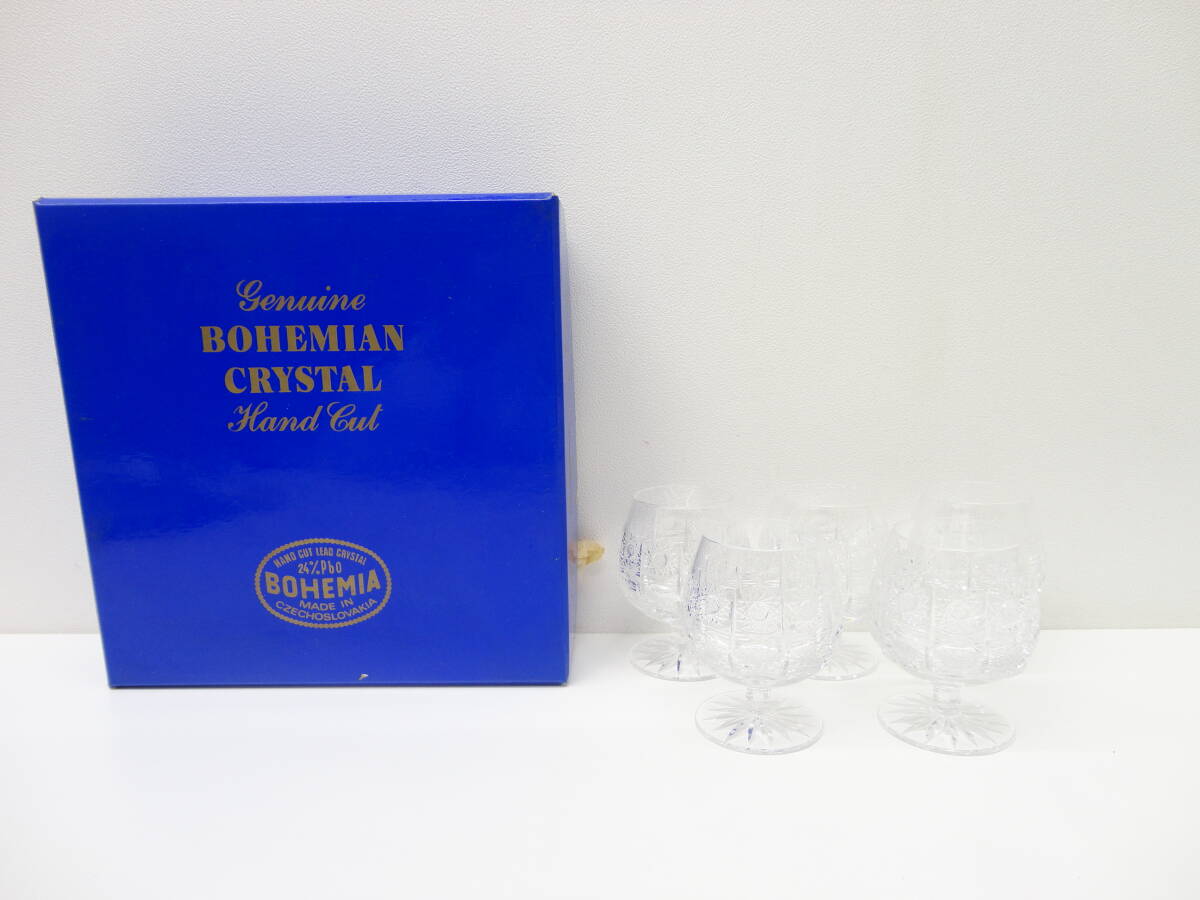 Genuine
BOHEMIAN
CRYSTAL
Hand Cut
HAND CUT LEAD CRYSTAL
24% PbO
BOHEMIA
MADE IN
CZECHOSLOVAKIA